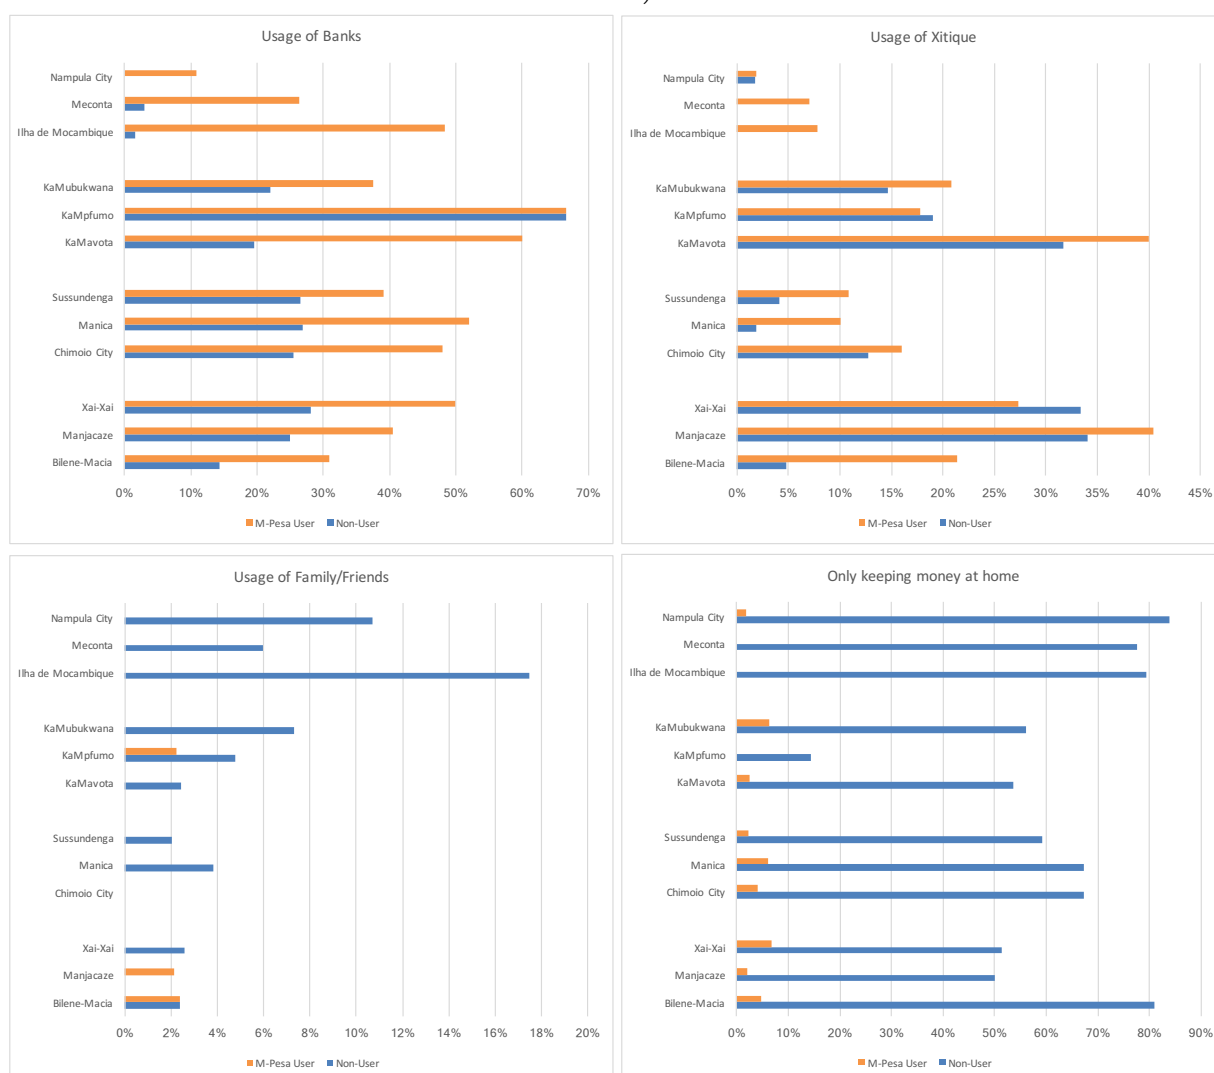 Usage of Banks
Nampula City
Meconta
Ilha de Mocambique
KaMubukwana
KaMpfumo
KaMavota
Sussundenga
Manica
Chimoio City
Xai-Xai
Manjacaze
Bilene-Macia
0% 10% 20% 30% 40% 50% 60% 70%
M-Pesa User Non-User
Usage of Xitique
Nampula City
Meconta
Ilha de Mocambique
KaMubukwana
KaMpfumo
KaMavota
Sussundenga
Manica
Chimoio City
Xai-Xai
Manjacaze
Bilene-Macia
0% 5% 10% 15% 20% 25% 30% 35% 40% 45%
M-Pesa User Non-User
Usage of Family/Friends
Nampula City
Meconta
Ilha de Mocambique
KaMubukwana
KaMpfumo
KaMavota
Sussundenga
Manica
Chimoio City
Xai-Xai
Manjacaze
Bilene-Macia
0% 2% 4% 6% 8% 10% 12% 14% 16% 18% 20%
M-Pesa User Non-User
Only keeping money at home
Nampula City
Meconta
Ilha de Mocambique
KaMubukwana
KaMpfumo
KaMavota
Sussundenga
Manica
Chimoio City
Xai-Xai
Manjacaze
Bilene-Macia
0% 10% 20% 30% 40% 50% 60% 70% 80% 90%
M-Pesa User Non-User